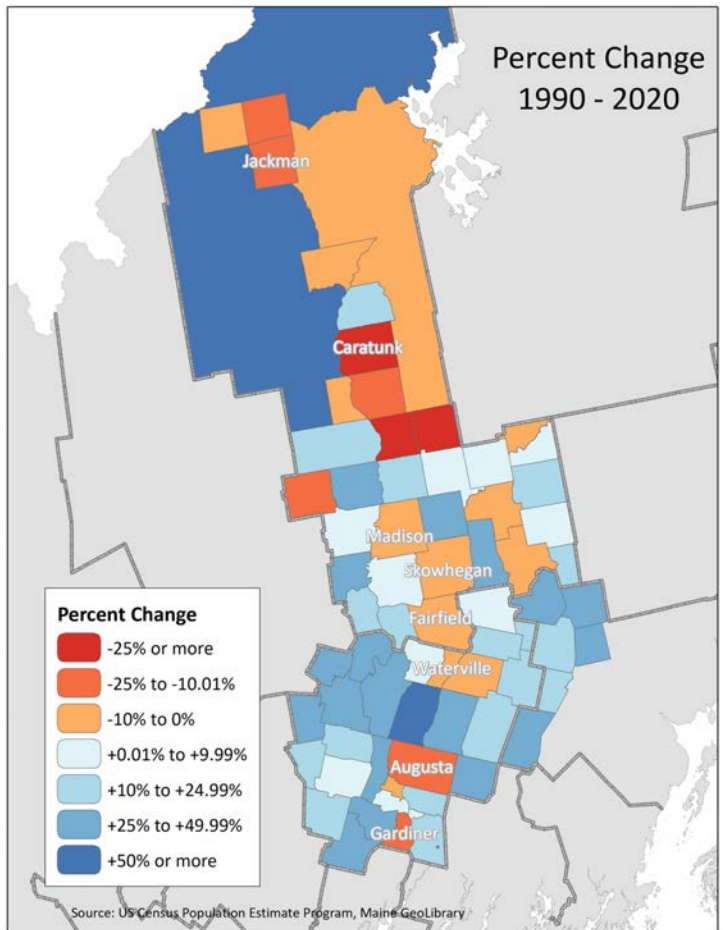 Percent Change
1990 - 2020
Jackman
Caratunk
Madison
Skowhegan
Fairfield
Waterville
Augusta
Gardiner
Percent Change
-25% or more
-25% to -10.01%
-10% to 0%
+0.01% to +9.99%
+10% to +24.99%
+25% to +49.99%
+50% or more
Source: US Census Population Estimate Program, Maine GeoLibrary